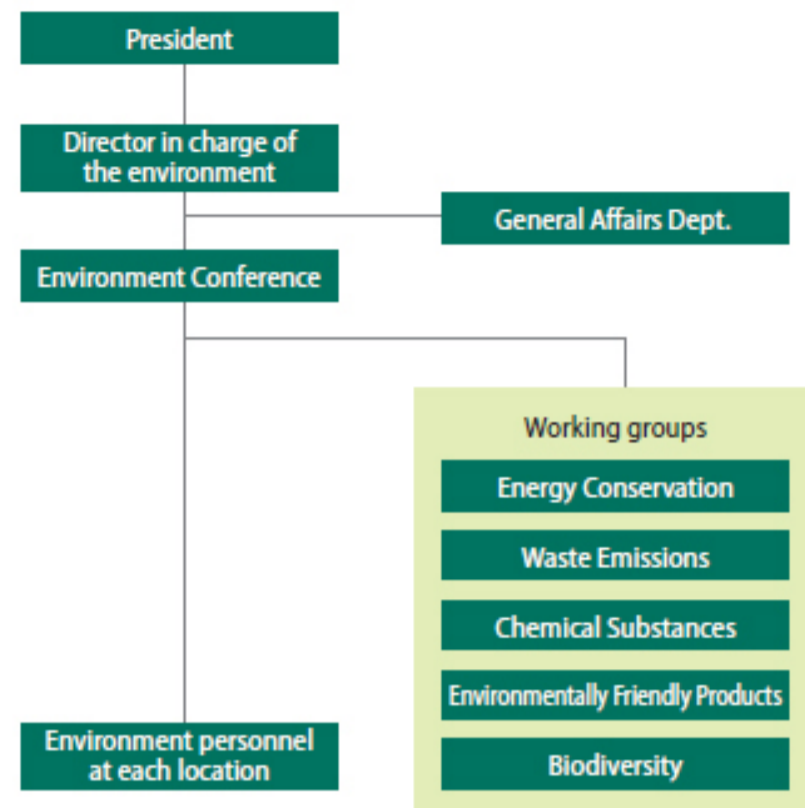 President
Director in charge of
the environment
General Affairs Dept.
Environment Conference
Working groups
Energy Conservation
Waste Emissions
Chemical Substances
Environmentally Friendly Products
Biodiversity
Environment personnel
at each location